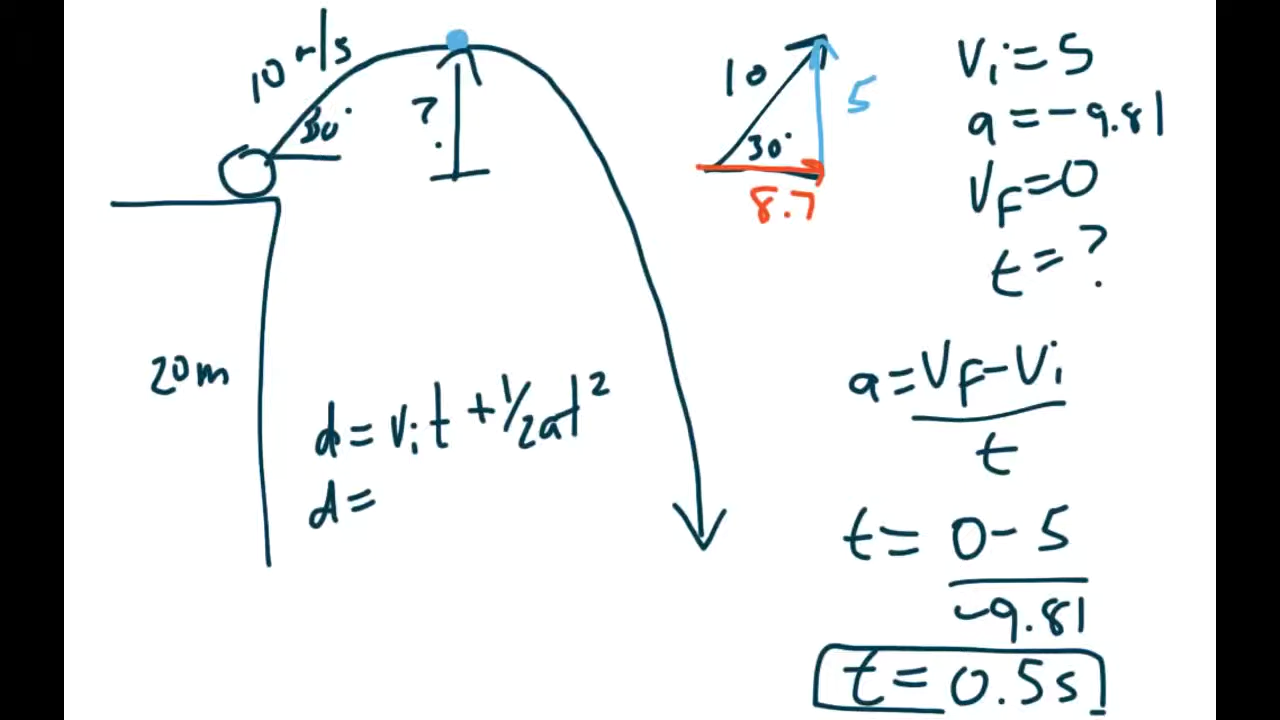 10 m/s
30°
?
20m
d = vᵢt + 1/2at²
d =
10
5
30°
8.7
Vᵢ = 5
a = -9.81
VF = 0
t = ?
a = VF - Vᵢ
t
t = 0 - 5
-9.81
t = 0.5s